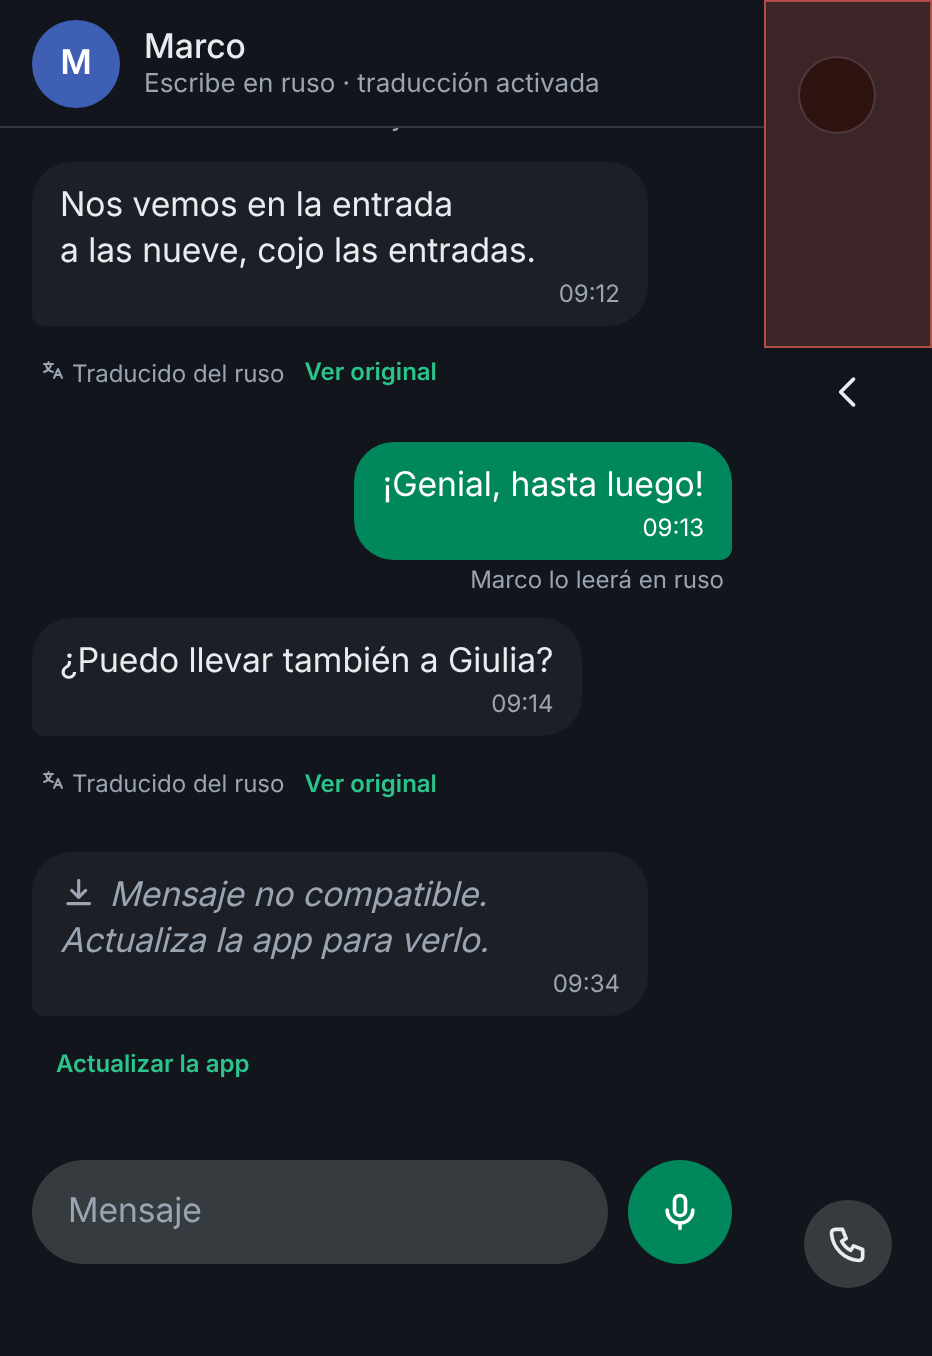 M
Marco
Escribe en ruso · traducción activada
Nos vemos en la entrada
a las nueve, cojo las entradas.
09:12
Traducido del ruso Ver original
¡Genial, hasta luego!
09:13
Marco lo leerá en ruso
¿Puedo llevar también a Giulia?
09:14
Traducido del ruso Ver original
Mensaje no compatible.
Actualiza la app para verlo.
09:34
Actualizar la app
Mensaje